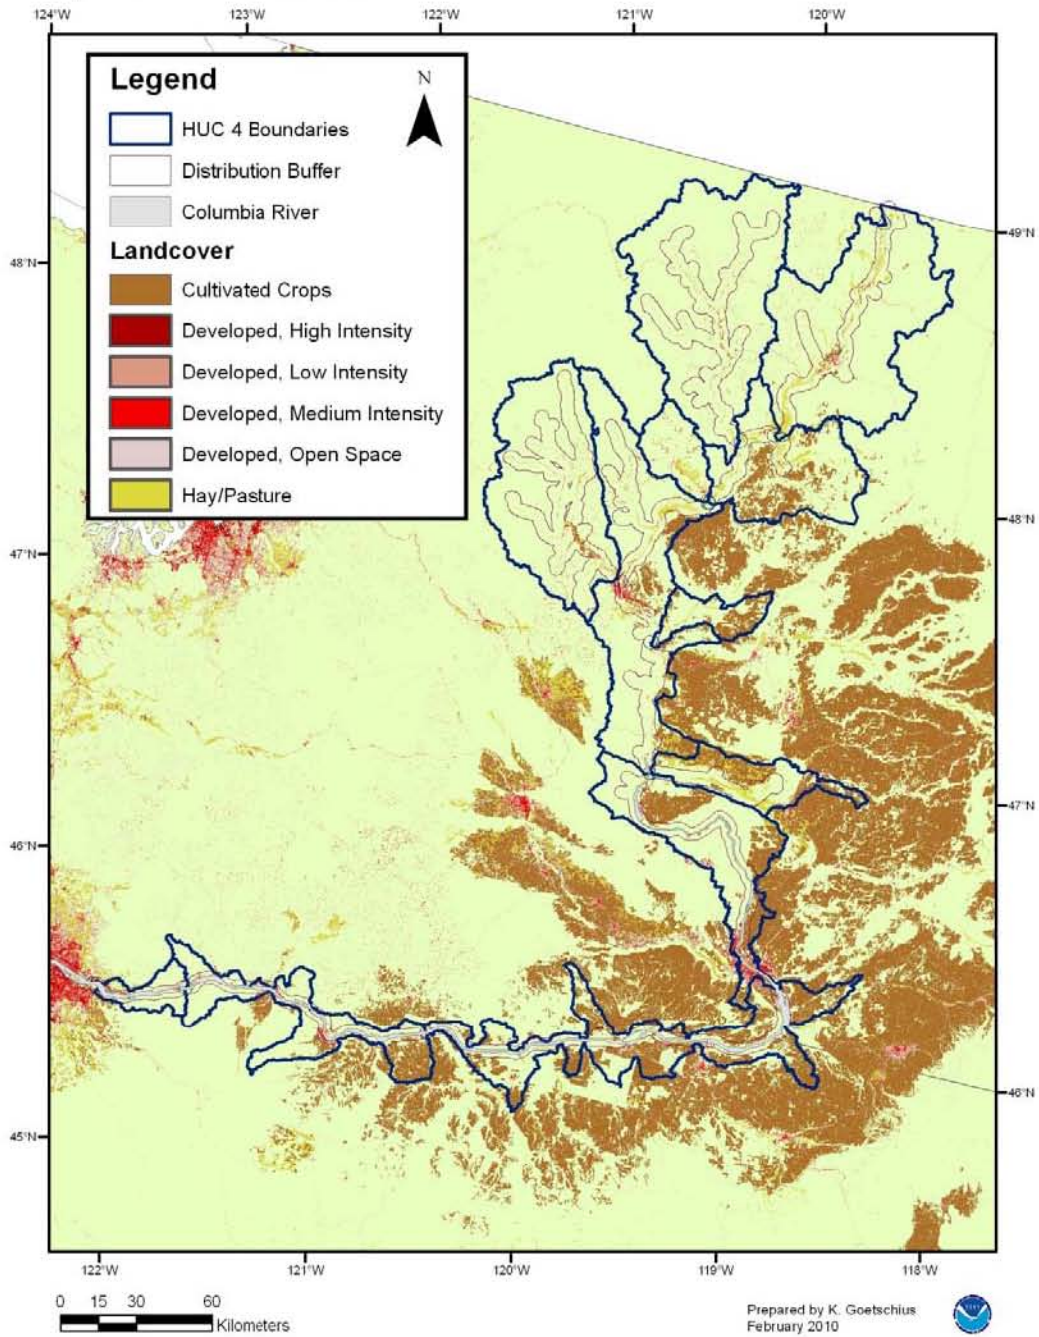 124°W 123°W 122°W 121°W 120°W
Legend
N
HUC 4 Boundaries
Distribution Buffer
Columbia River
Landcover
Cultivated Crops
Developed, High Intensity
Developed, Low Intensity
Developed, Medium Intensity
Developed, Open Space
Hay/Pasture
48°N
47°N
46°N
45°N
49°N
48°N
47°N
46°N
122°W 121°W 120°W 119°W 118°W
0 15 30 60
Kilometers
Prepared by K. Goetschius
February 2010